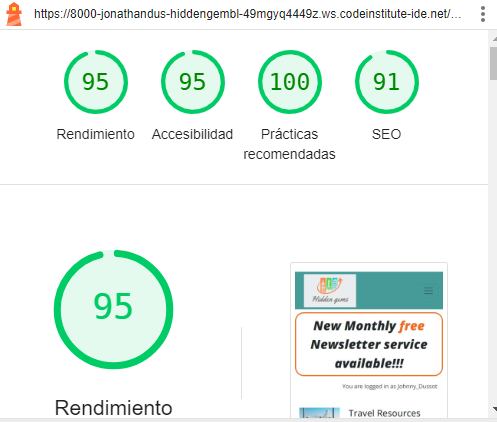 https://8000-jonathandus-hiddengembl-49mgyq4449z.ws.codeinstitute-ide.net/...
95
95
100
91
Rendimiento
Accesibilidad
Prácticas
recomendadas
SEO
95
Rendimiento
Hidden gems
New Monthly free
Newsletter service
available!!!
You are logged in as Johnny_Dussot
Travel Resources